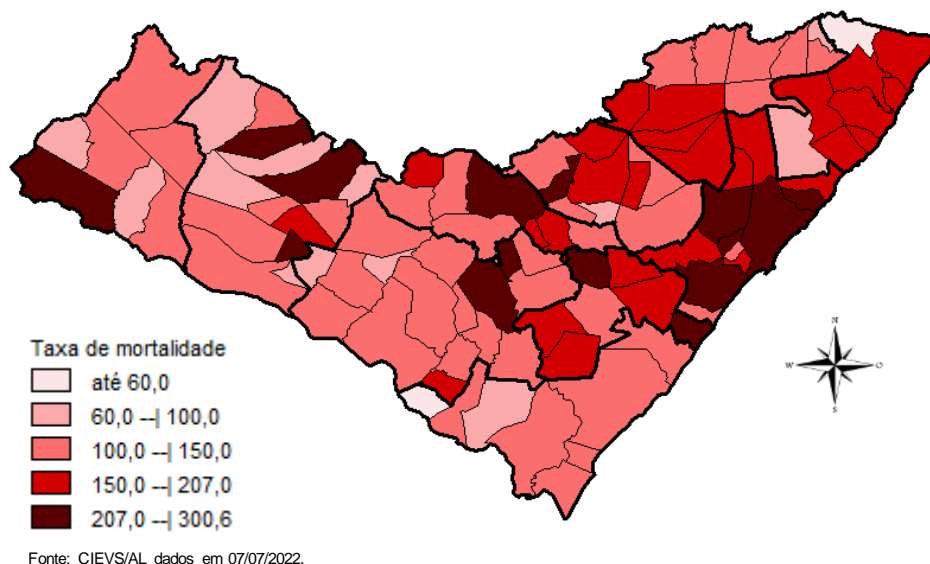 N
W
O
S
Taxa de mortalidade
até 60,0
60,0 --| 100,0
100,0 --| 150,0
150,0 --| 207,0
207,0 --| 300,6
Fonte: CIEVS/AL dados em 07/07/2022.